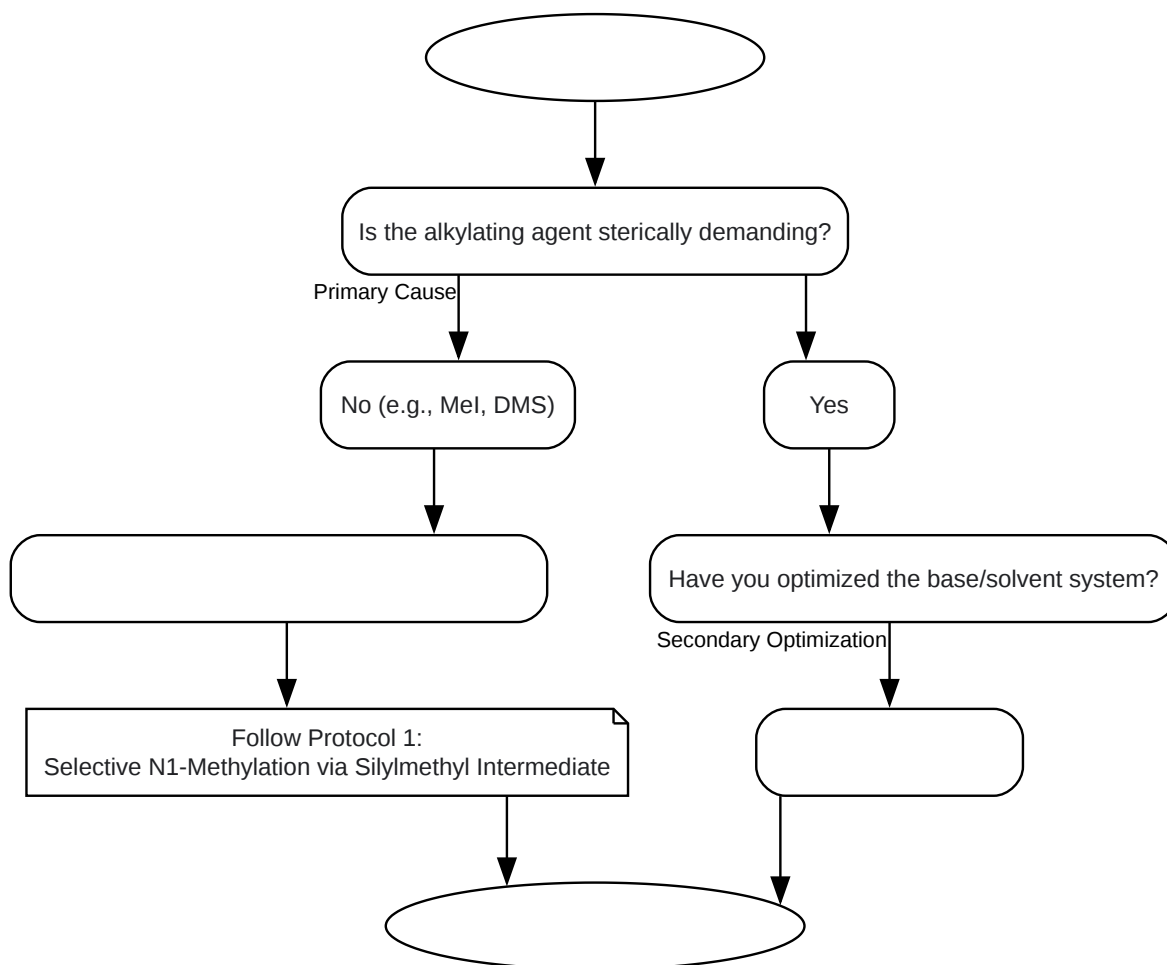 Is the alkylating agent sterically demanding?
Primary Cause
No (e.g., MeI, DMS)
Yes
Have you optimized the base/solvent system?
Secondary Optimization
Follow Protocol 1:
Selective N1-Methylation via Silylmethyl Intermediate